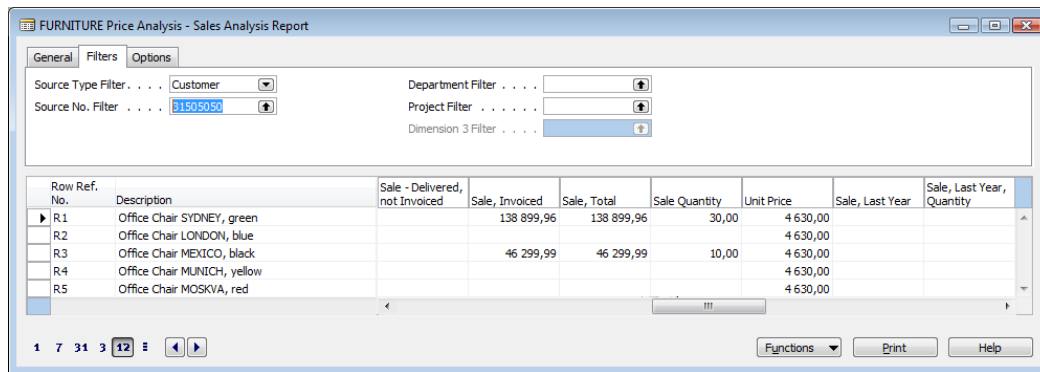 FURNITURE Price Analysis - Sales Analysis Report
General Filters Options
Source Type Filter. . . . Customer
Department Filter . . . .
Source No. Filter . . . . 31505050
Project Filter . . . . . .
Dimension 3 Filter . . . .
Row Ref. No. Description Sale - Delivered, not Invoiced Sale, Invoiced Sale, Total Sale Quantity Unit Price Sale, Last Year Sale, Last Year, Quantity
R1 Office Chair SYDNEY, green 138 899,96 138 899,96 30,00 4 630,00
R2 Office Chair LONDON, blue 4 630,00
R3 Office Chair MEXICO, black 46 299,99 46 299,99 10,00 4 630,00
R4 Office Chair MUNICH, yellow 4 630,00
R5 Office Chair MOSKVA, red 4 630,00
1 7 31 3 12 Functions Print Help